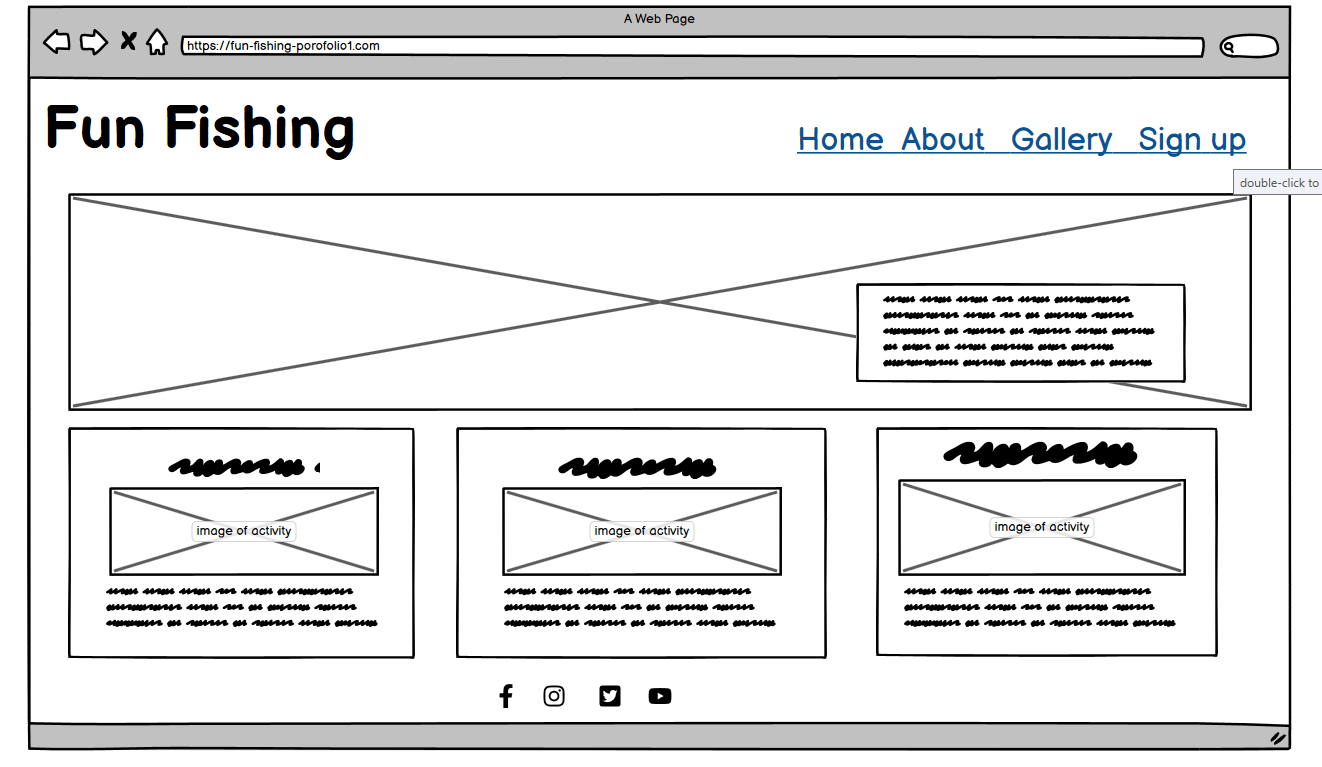 A Web Page
https://fun-fishing-porofolio1.com
Fun Fishing
Home About Gallery Sign up
double-click to
image of activity
image of activity
image of activity